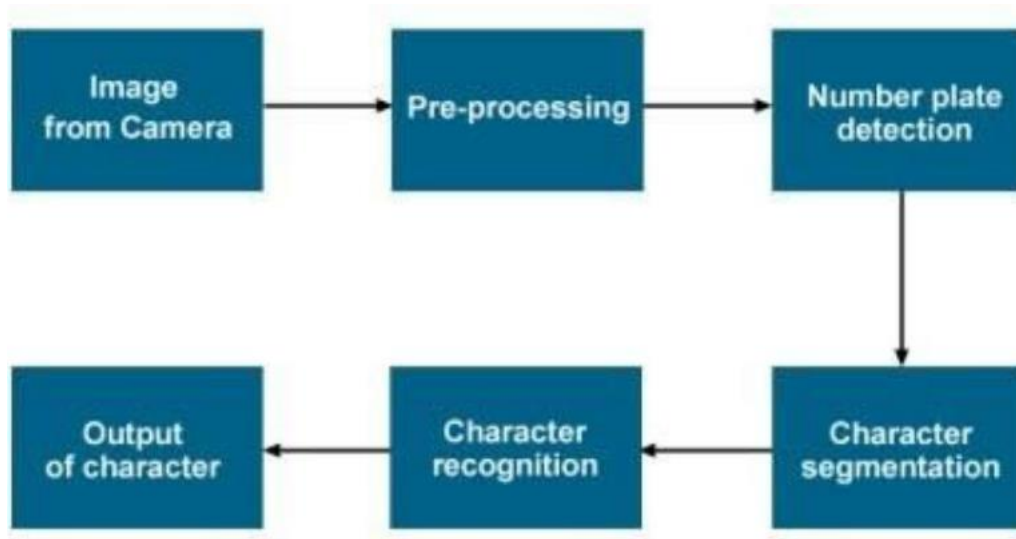 Image
from Camera
Pre-processing
Number plate
detection
Character
segmentation
Character
recognition
Output
of character